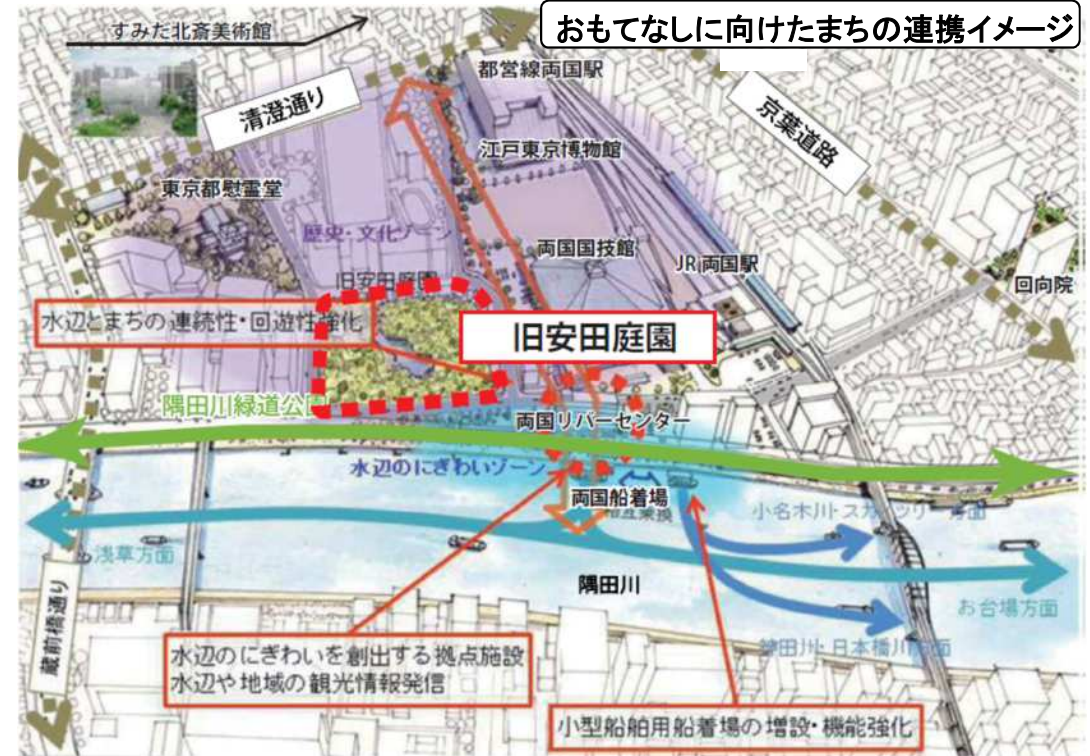 おもてなしに向けたまちの連携イメージ
すみだ北斎美術館
都営線両国駅
清澄通り
京葉道路
江戸東京博物館
東京都慰霊堂
歴史・文化ゾーン
両国国技館
JR両国駅
回向院
旧安田庭園
水辺とまちの連続性・回遊性強化
旧安田庭園
隅田川緑道公園
両国リバーセンター
水辺のにぎわいゾーン
両国船着場
相互乗換
小名木川・スカイツリー方面
浅草方面
隅田川
お台場方面
蔵前橋通り
神田川・日本橋川方面
水辺のにぎわいを創出する拠点施設
水辺や地域の観光情報発信
小型船舶用船着場の増設・機能強化